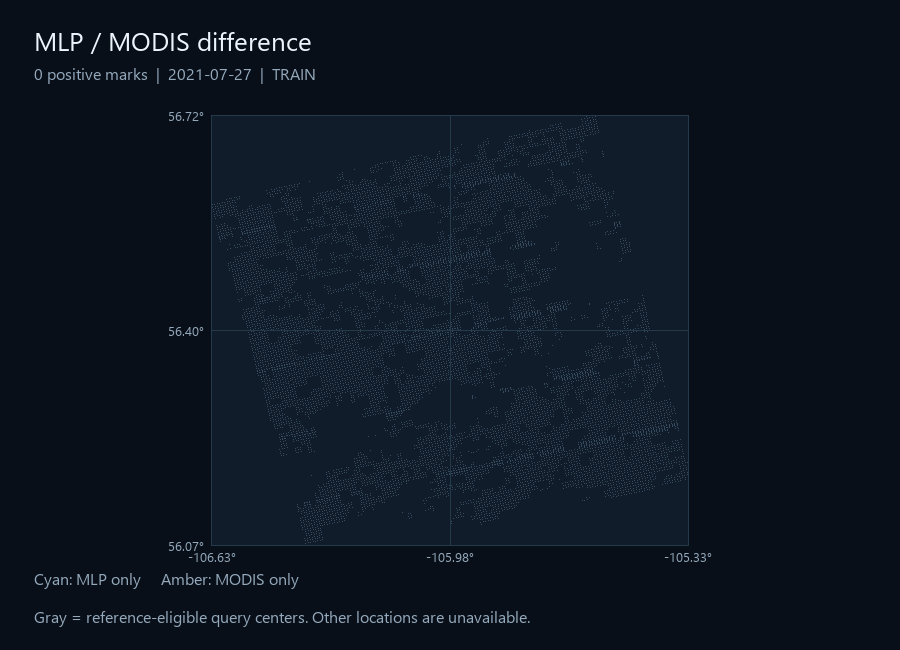 MLP / MODIS difference
0 positive marks | 2021-07-27 | TRAIN
56.72°
56.40°
56.07°
-106.63° -105.98° -105.33°
Cyan: MLP only Amber: MODIS only
Gray = reference-eligible query centers. Other locations are unavailable.